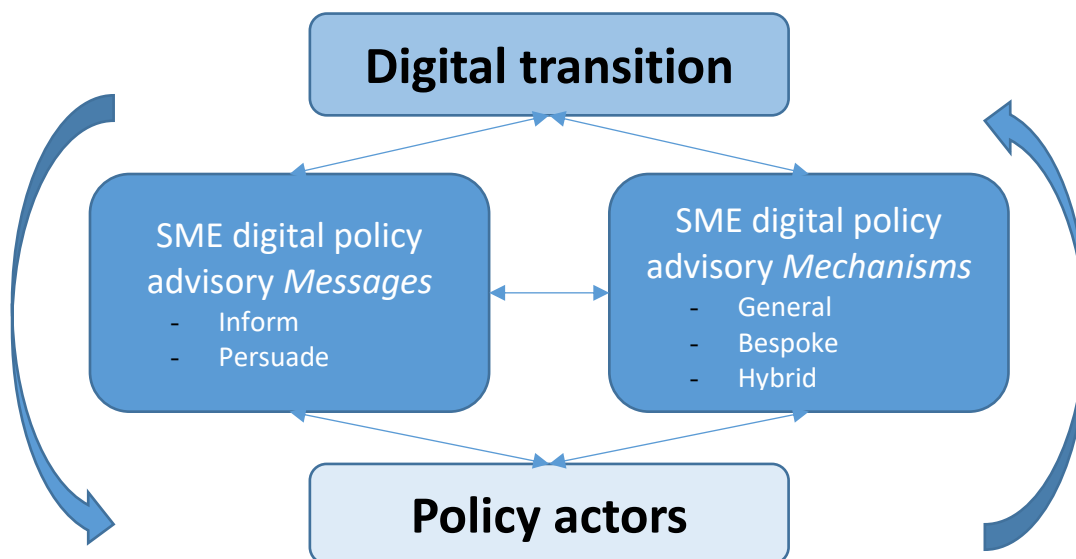 Digital transition
SME digital policy
advisory Messages
- Inform
- Persuade
SME digital policy
advisory Mechanisms
- General
- Bespoke
- Hybrid
Policy actors